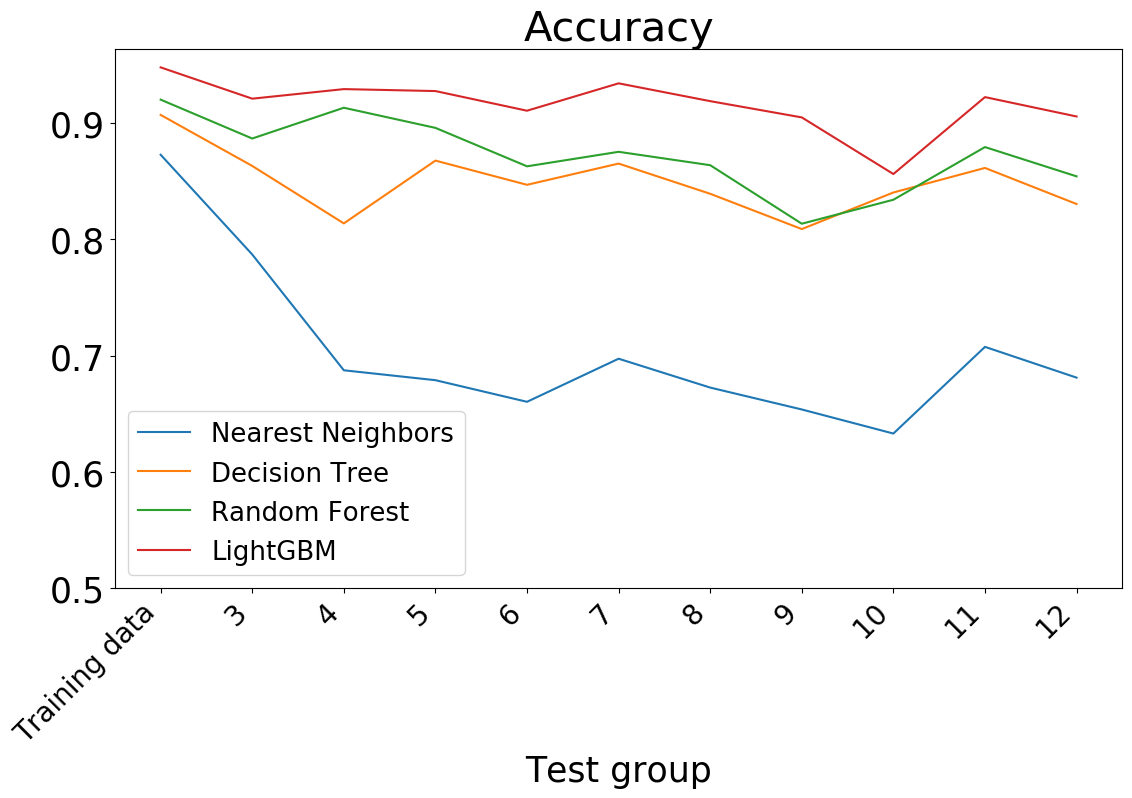 Accuracy
0.9
0.8
0.7
0.6
0.5
Nearest Neighbors
Decision Tree
Random Forest
LightGBM
Training data 3 4 5 6 7 8 9 10 11 12
Test group